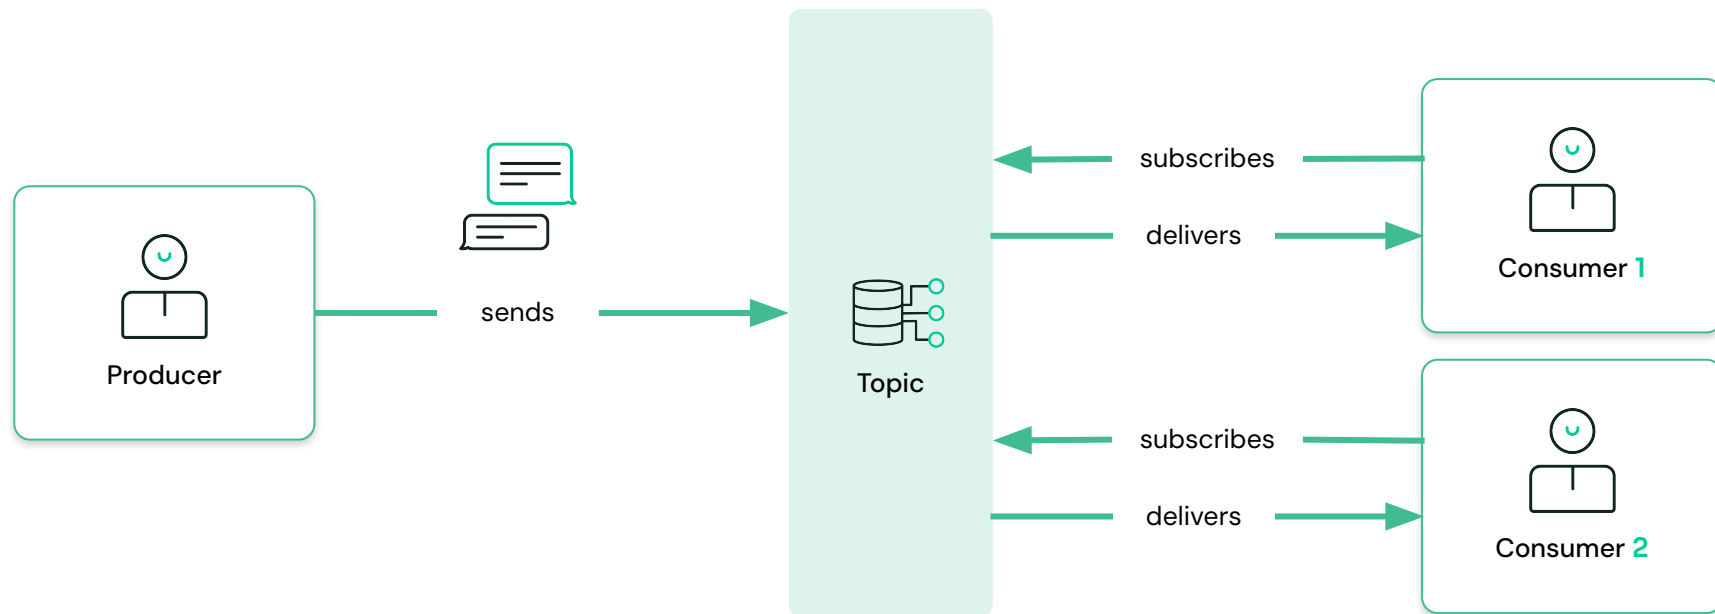 Producer
sends
Topic
subscribes
delivers
Consumer 1
subscribes
delivers
Consumer 2